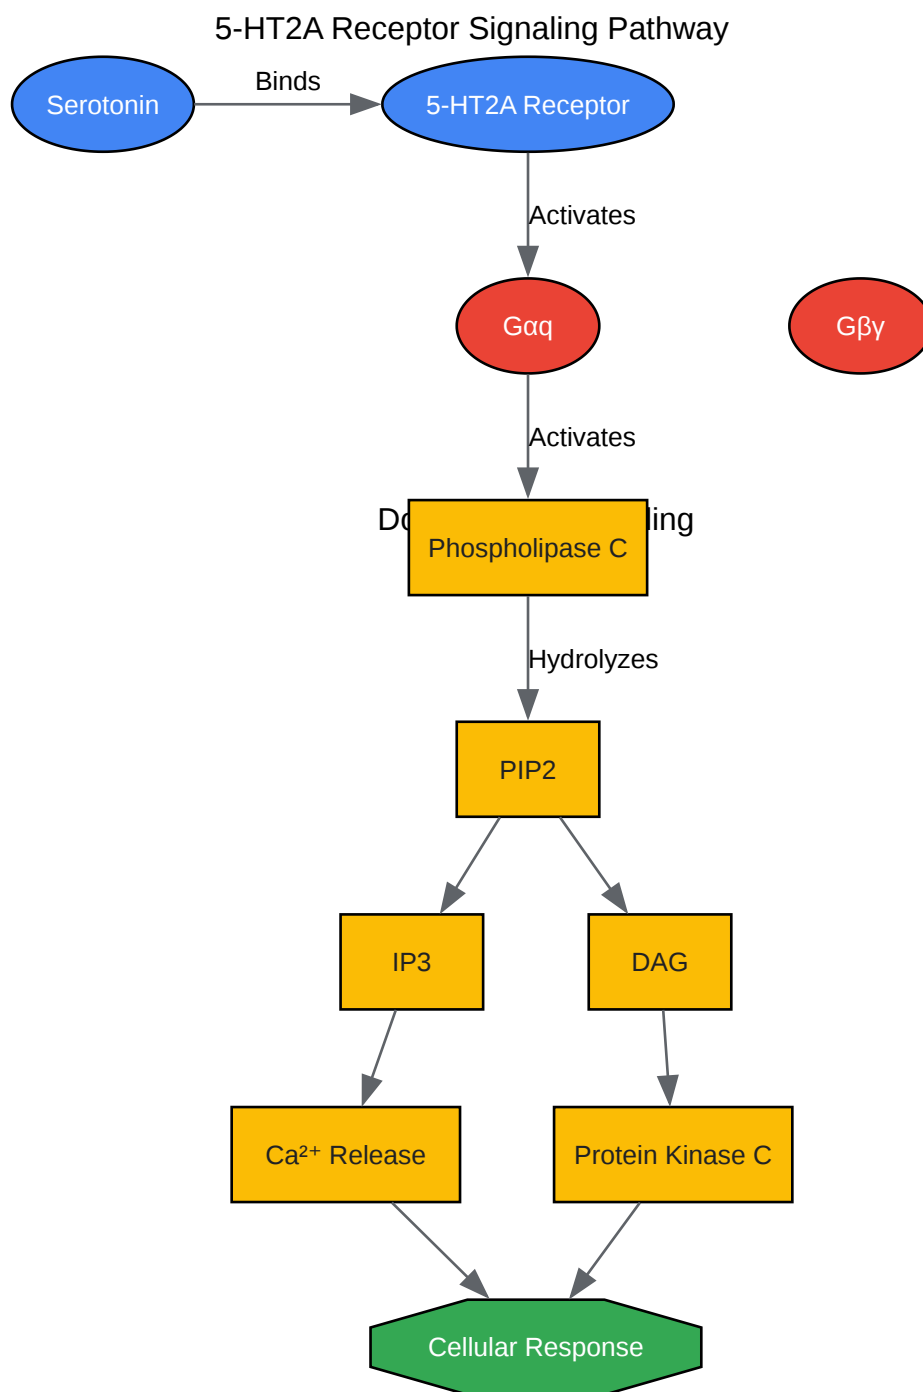 5-HT2A Receptor Signaling Pathway
Serotonin
Binds
5-HT2A Receptor
Activates
Gαq
Gβγ
Activates
Phospholipase C
Hydrolyzes
PIP2
IP3
DAG
Ca²⁺ Release
Protein Kinase C
Cellular Response